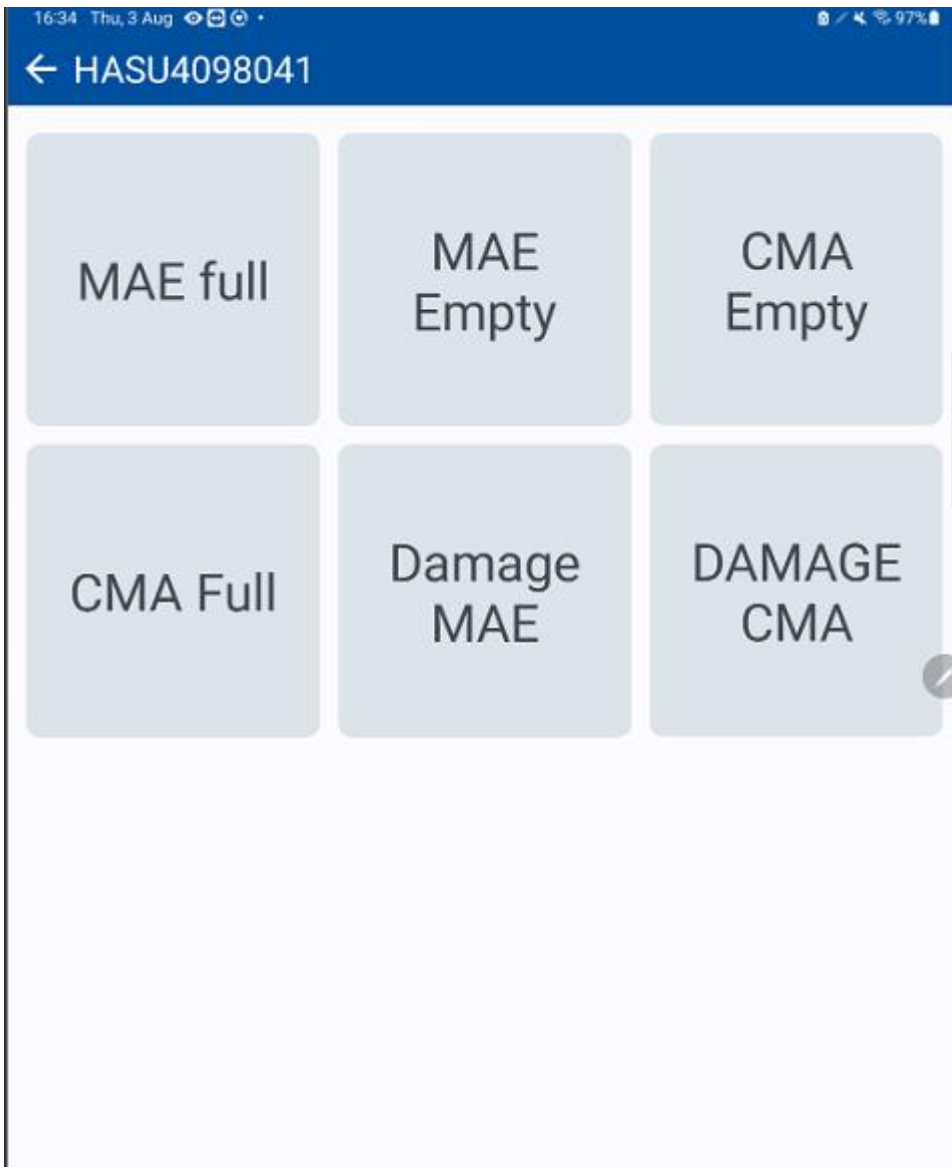 16:34 Thu, 3 Aug
97%
HASU4098041
MAE full
MAE
Empty
CMA
Empty
CMA Full
Damage
MAE
DAMAGE
CMA